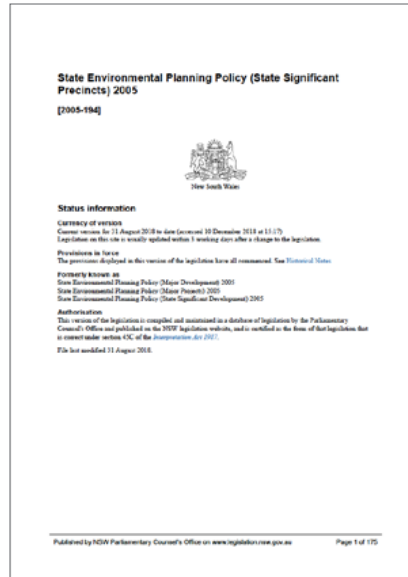 State Environmental Planning Policy (State Significant
Precincts) 2005
[2005-194]
New South Wales
Status information
Currency of version
Current version for 31 August 2018 to date (accessed 10 December 2018 at 15:17)
Legislation on this site is usually updated within 3 working days after a change to the legislation.
Provisions in force
The provisions displayed in this version of the legislation have all commenced. See Historical Notes
Formerly known as
State Environmental Planning Policy (Major Development) 2005
State Environmental Planning Policy (Major Projects) 2005
State Environmental Planning Policy (State Significant Development) 2005
Authorisation
This version of the legislation is compiled and maintained in a database of legislation by the Parliamentary
Counsel's Office and published on the NSW legislation website, and is certified as the form of that legislation that
is correct under section 45C of the Interpretation Act 1987.
File last modified 31 August 2018.
Published by NSW Parliamentary Counsel's Office on www.legislation.nsw.gov.au Page 1 of 175